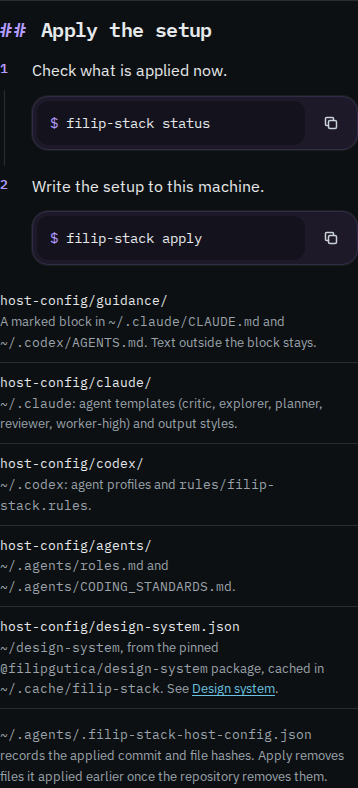 ## Apply the setup
1 Check what is applied now.
$ filip-stack status
2 Write the setup to this machine.
$ filip-stack apply
host-config/guidance/
A marked block in ~/.claude/CLAUDE.md and
~/.codex/AGENTS.md. Text outside the block stays.
host-config/claude/
~/.claude: agent templates (critic, explorer, planner,
reviewer, worker-high) and output styles.
host-config/codex/
~/.codex: agent profiles and rules/filip-
stack.rules.
host-config/agents/
~/.agents/roles.md and
~/.agents/CODING_STANDARDS.md.
host-config/design-system.json
~/design-system, from the pinned
@filipgutica/design-system package, cached in
~/.cache/filip-stack. See Design system.
~/.agents/.filip-stack-host-config.json
records the applied commit and file hashes. Apply removes
files it applied earlier once the repository removes them.